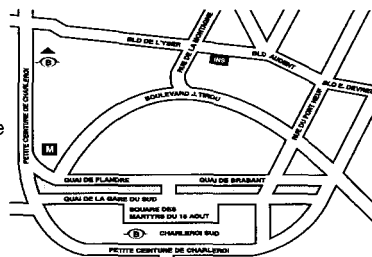 BLD DE L'YSER
RUE DE LA MONTAGNE
INS
BLD AUDENT
BLD E. DEVREUX
B
PETITE CEINTURE DE CHARLEROI
BOULEVARD J. TIROU
RUE DU PONT NEUF
M
QUAI DE FLANDRE
QUAI DE BRABANT
QUAI DE LA GARE DU SUD
SQUARE DES
MARTYRS DU 18 AOUT
B
CHARLEROI SUD
PETITE CEINTURE DE CHARLEROI